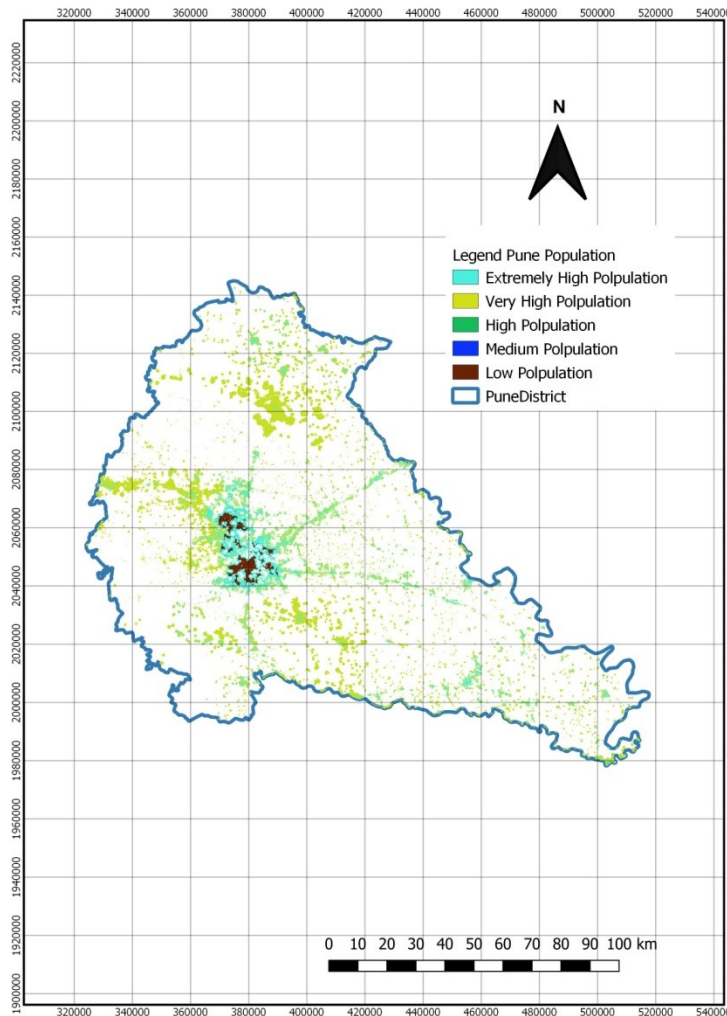 320000 340000 360000 380000 400000 420000 440000 460000 480000 500000 520000 540000
2220000
2200000
2180000
2160000
2140000
2120000
2100000
2080000
2060000
2040000
2020000
2000000
1980000
1960000
1940000
1920000
1900000
N
Legend Pune Population
Extremely High Polpulation
Very High Polpulation
High Polpulation
Medium Polpulation
Low Polpulation
PuneDistrict
0 10 20 30 40 50 60 70 80 90 100 km
320000 340000 360000 380000 400000 420000 440000 460000 480000 500000 520000 540000